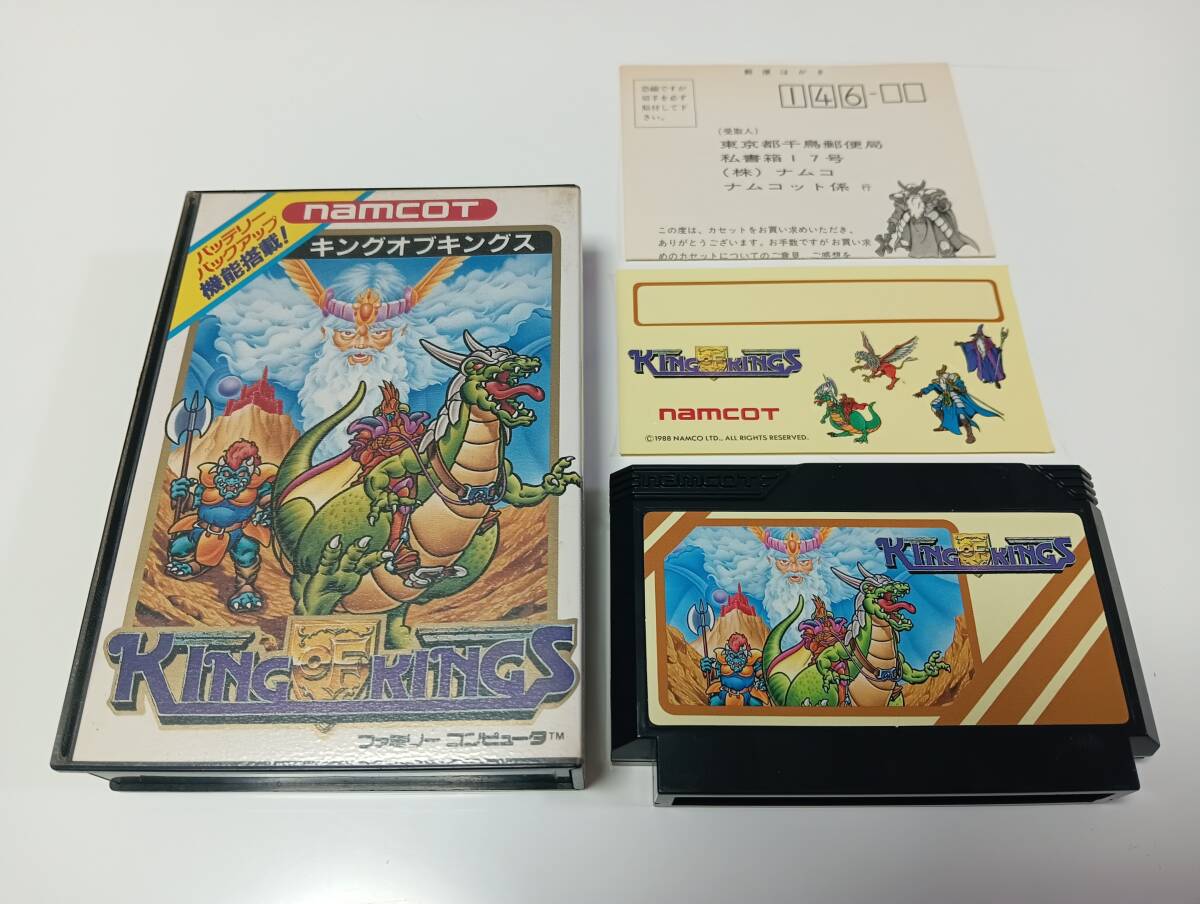 バッテリー
バックアップ
機能搭載!
namcoT
キングオブキングス
KING OF KINGS
ファミリーコンピュータ™
郵便はがき
恐縮ですが
切手を必ず
貼付して下
さい。
146-
(受取人)
東京都千鳥郵便局
私書箱17号
(株)ナムコ
ナムコット係 行
この度は、カセットをお買い求めいただき、
ありがとうございます。お手数ですがお買い求
めのカセットについてのご意見、ご感想を
KING OF KINGS
namcoT
©1988 NAMCO LTD., ALL RIGHTS RESERVED.
namcoT
KING OF KINGS